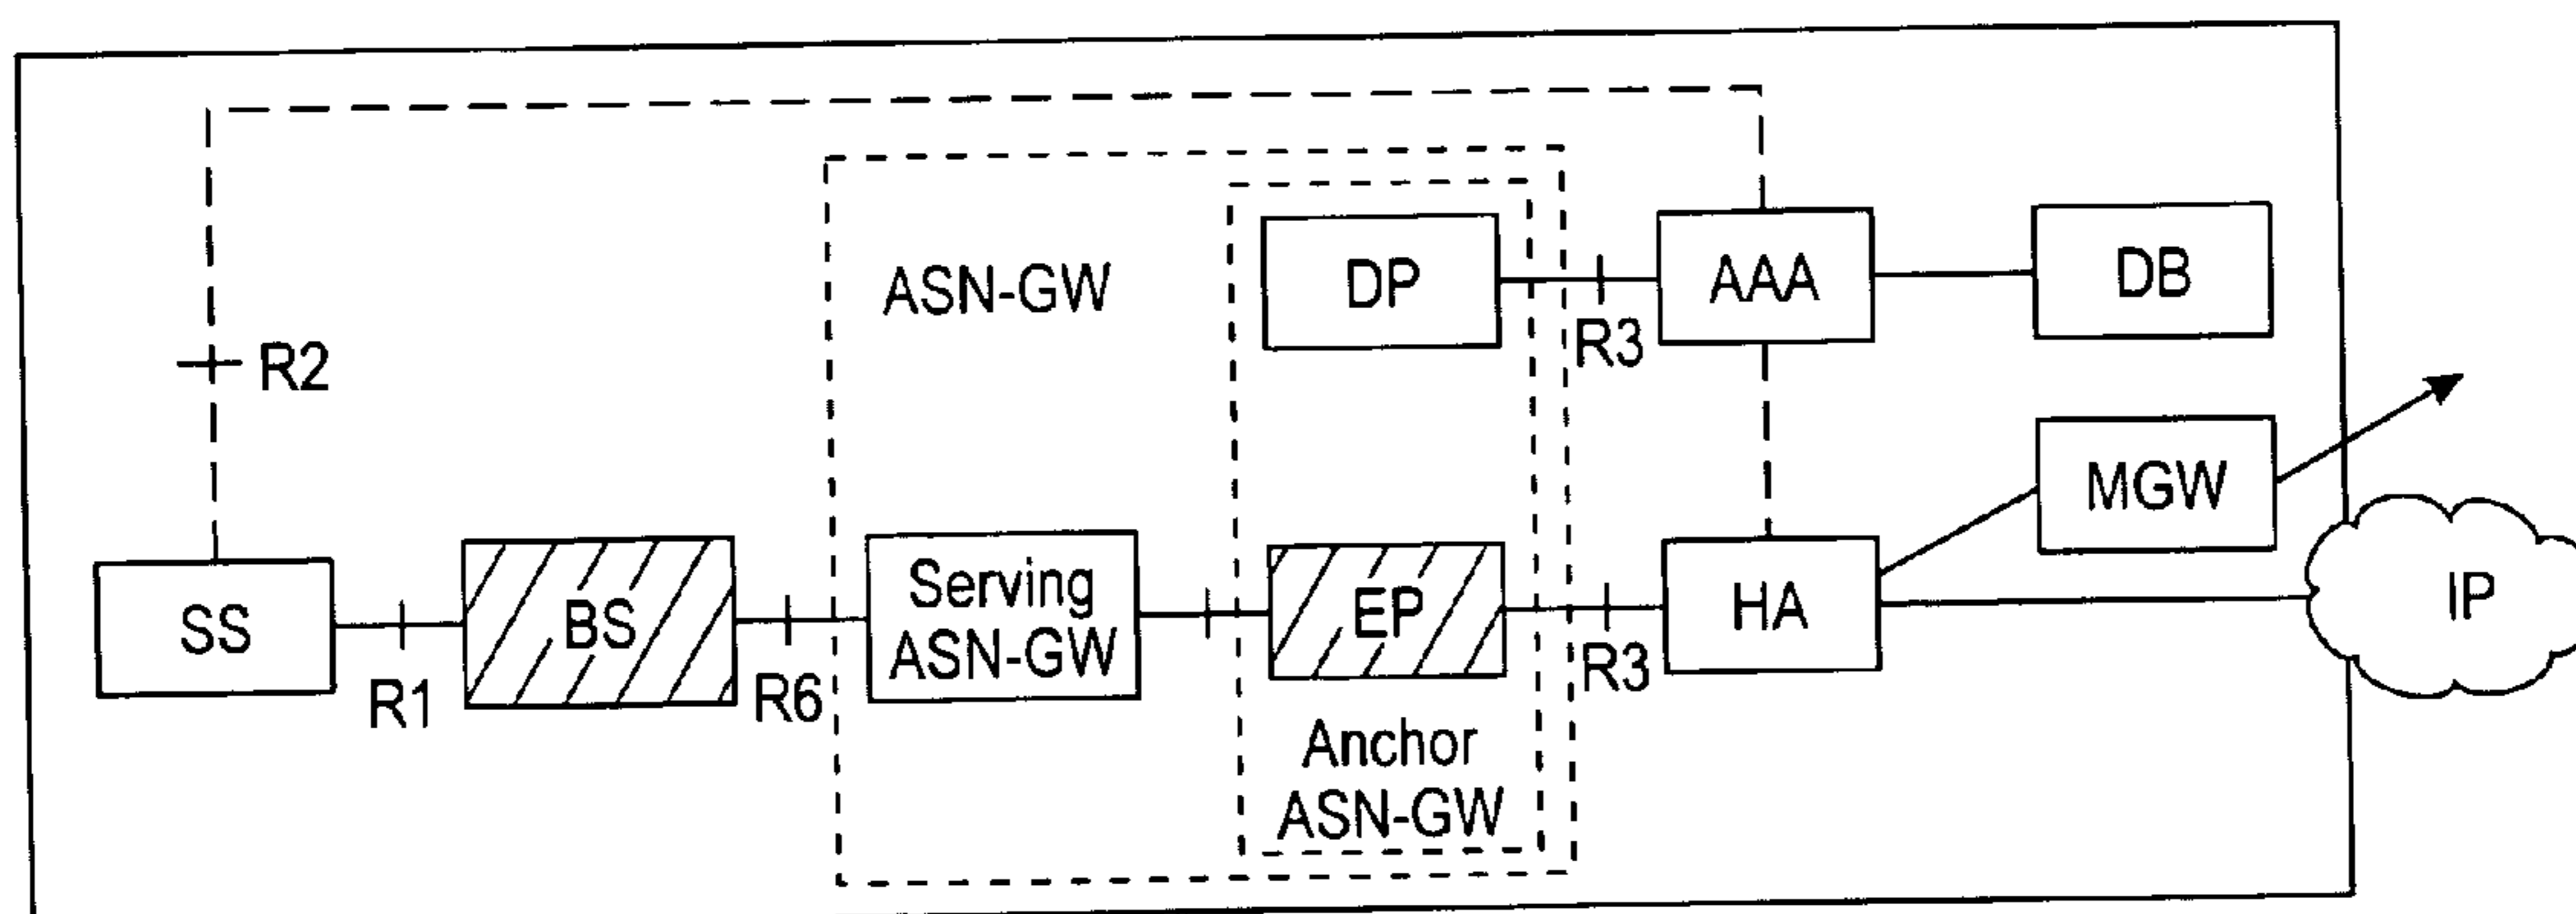 ASN-GW
DP
R3
AAA
DB
R2
MGW
SS
R1
BS
R6
Serving
ASN-GW
EP
R3
HA
IP
Anchor
ASN-GW